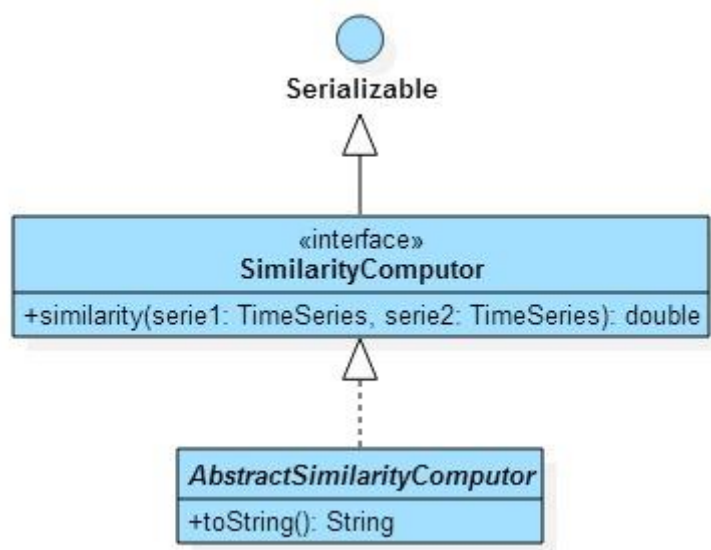 Serializable
«interface»
SimilarityComputor
+similarity(serie1: TimeSeries, serie2: TimeSeries): double
AbstractSimilarityComputor
+toString(): String